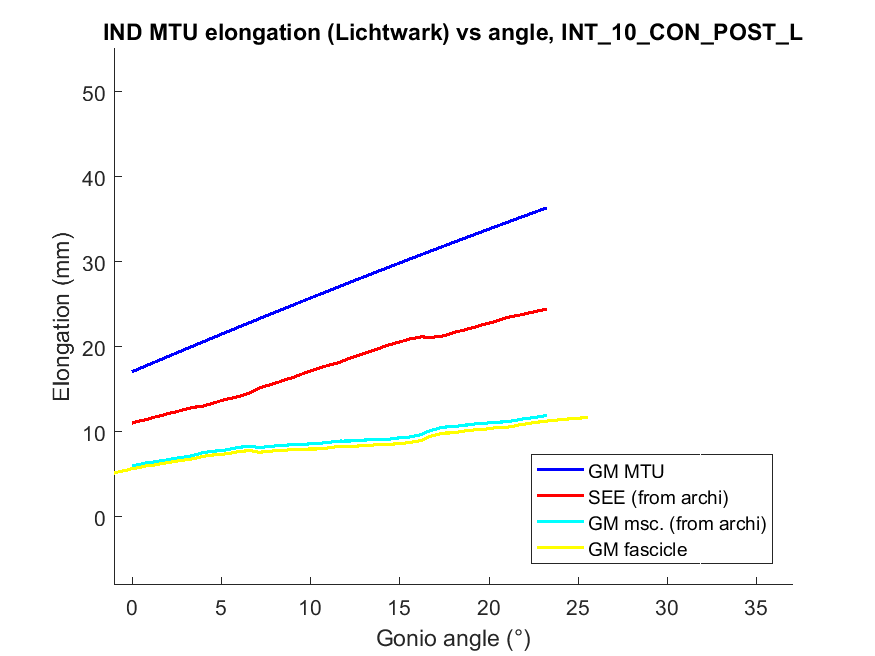 IND MTU elongation (Lichtwark) vs angle, INT_10_CON_POST_L
50
40
30
20
10
0
Elongation (mm)
0 5 10 15 20 25 30 35
Gonio angle (°)
GM MTU
SEE (from archi)
GM msc. (from archi)
GM fascicle